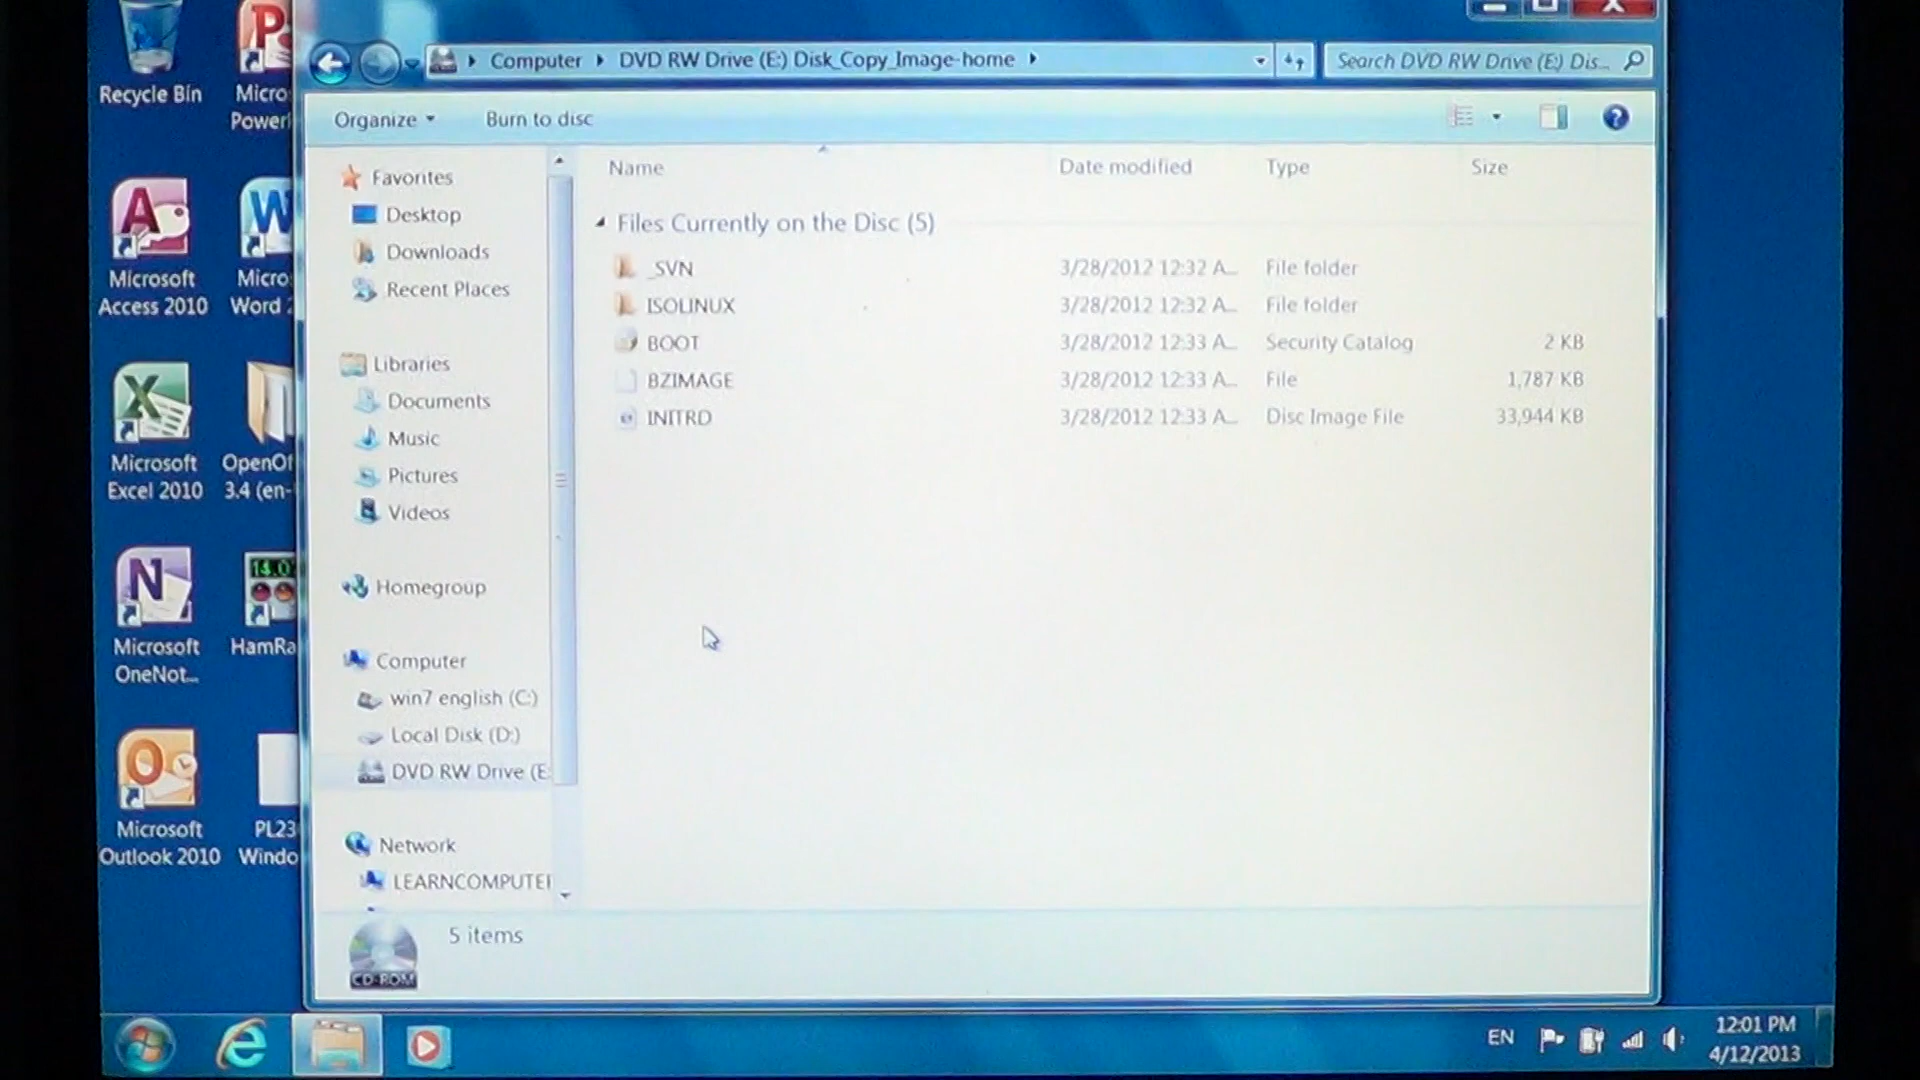 Recycle Bin
Micro
Power
Microsoft
Access 2010
Micro
Word 2
Microsoft
Excel 2010
OpenOf
3.4 (en-
Microsoft
OneNot...
HamRa
14.0
Microsoft
Outlook 2010
PL23
Windo
Computer
DVD RW Drive (E:) Disk_Copy_Image-home
Search DVD RW Drive (E:) Dis...
Organize
Burn to disc
Favorites
Desktop
Downloads
Recent Places
Libraries
Documents
Music
Pictures
Videos
Homegroup
Computer
win7 english (C:)
Local Disk (D:)
DVD RW Drive (E:
Network
LEARNCOMPUTE
Name Date modified Type Size
Files Currently on the Disc (5)
_SVN 3/28/2012 12:32 A... File folder
ISOLINUX 3/28/2012 12:32 A... File folder
BOOT 3/28/2012 12:33 A... Security Catalog 2 KB
BZIMAGE 3/28/2012 12:33 A... File 1,787 KB
INITRD 3/28/2012 12:33 A... Disc Image File 33,944 KB
CD-ROM
5 items
EN
12:01 PM
4/12/2013